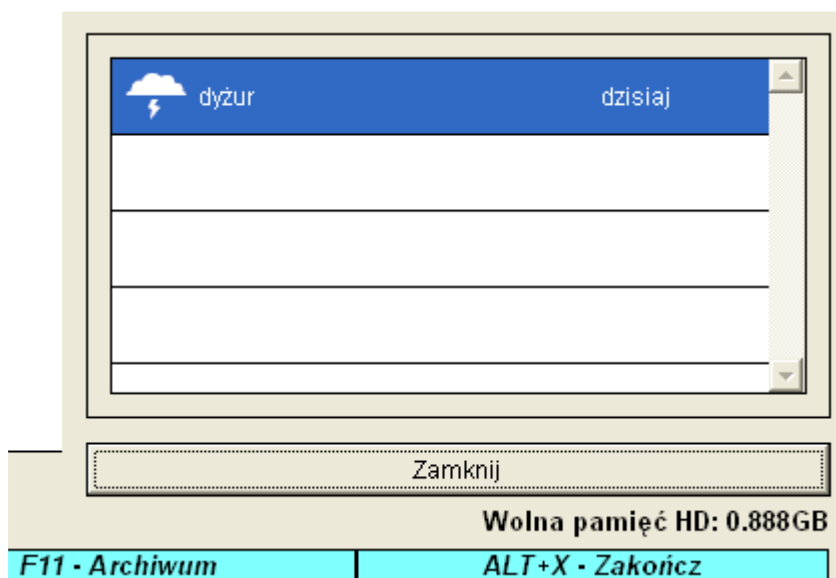 dyżur dzisiaj
Zamknij
Wolna pamięć HD: 0.888GB
F11 - Archiwum ALT+X - Zakończ